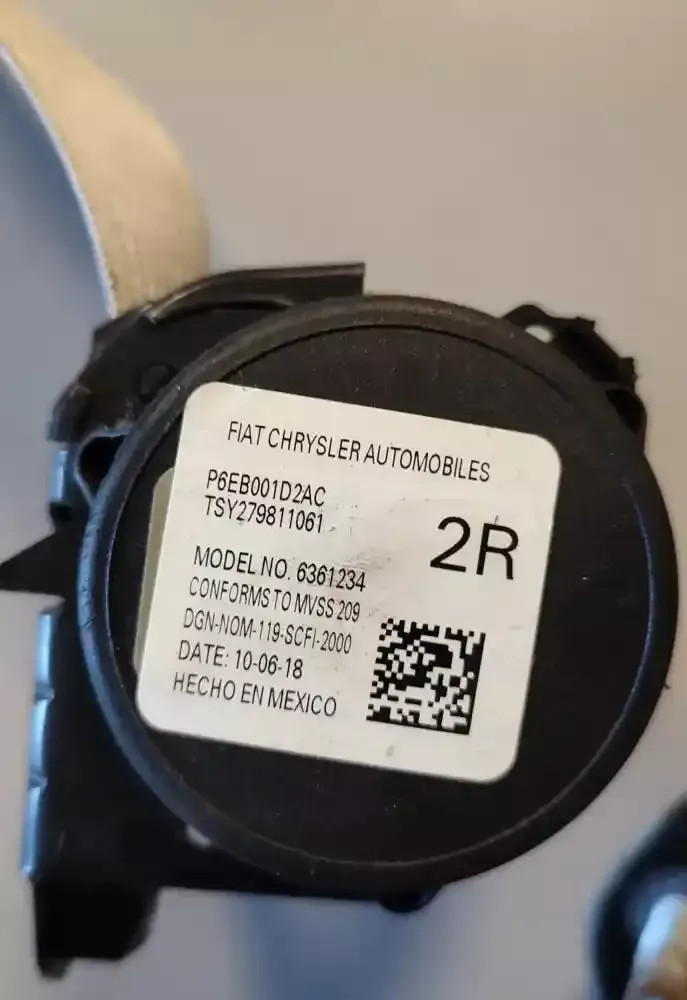 FIAT CHRYSLER AUTOMOBILES
P6EB001D2AC
TSY279811061
2R
MODEL NO. 6361234
CONFORMS TO MVSS 209
DGN-NOM-119-SCFI-2000
DATE: 10-06-18
HECHO EN MEXICO